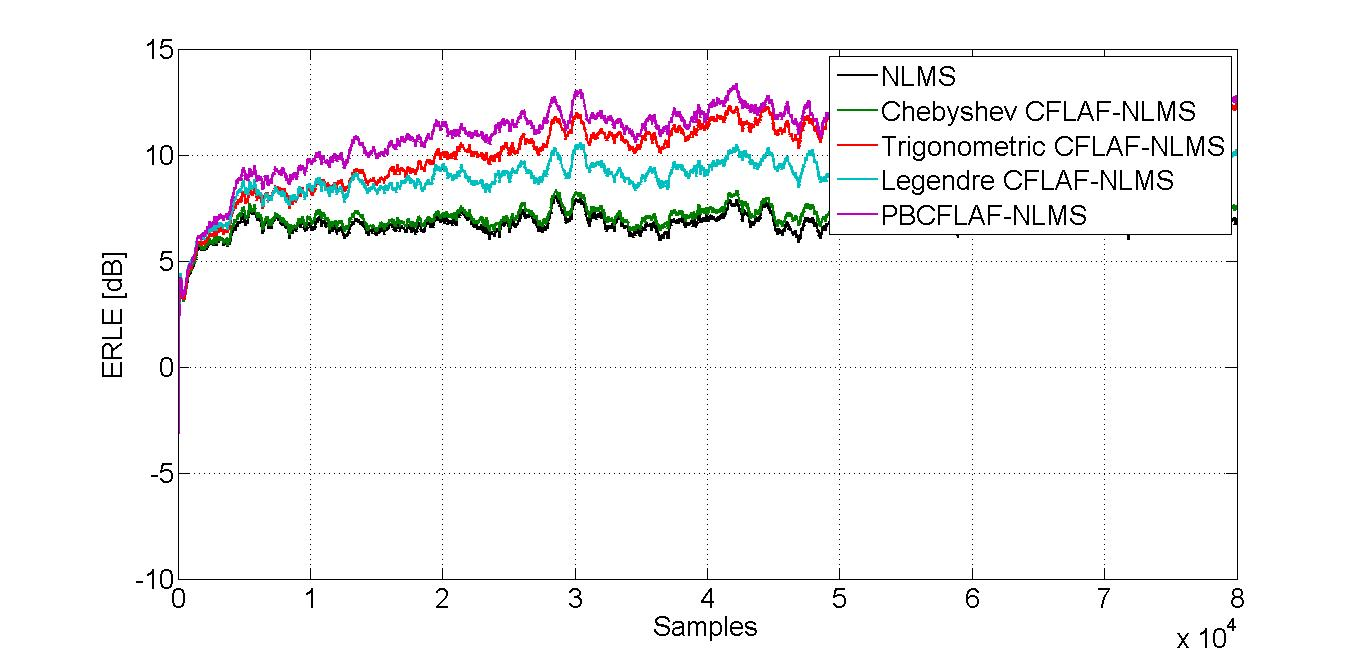 15
10
5
0
-5
-10
ERLE [dB]
NLMS
Chebyshev CFLAF-NLMS
Trigonometric CFLAF-NLMS
Legendre CFLAF-NLMS
PBCFLAF-NLMS
0 1 2 3 4 5 6 7 8
Samples
x 10^4